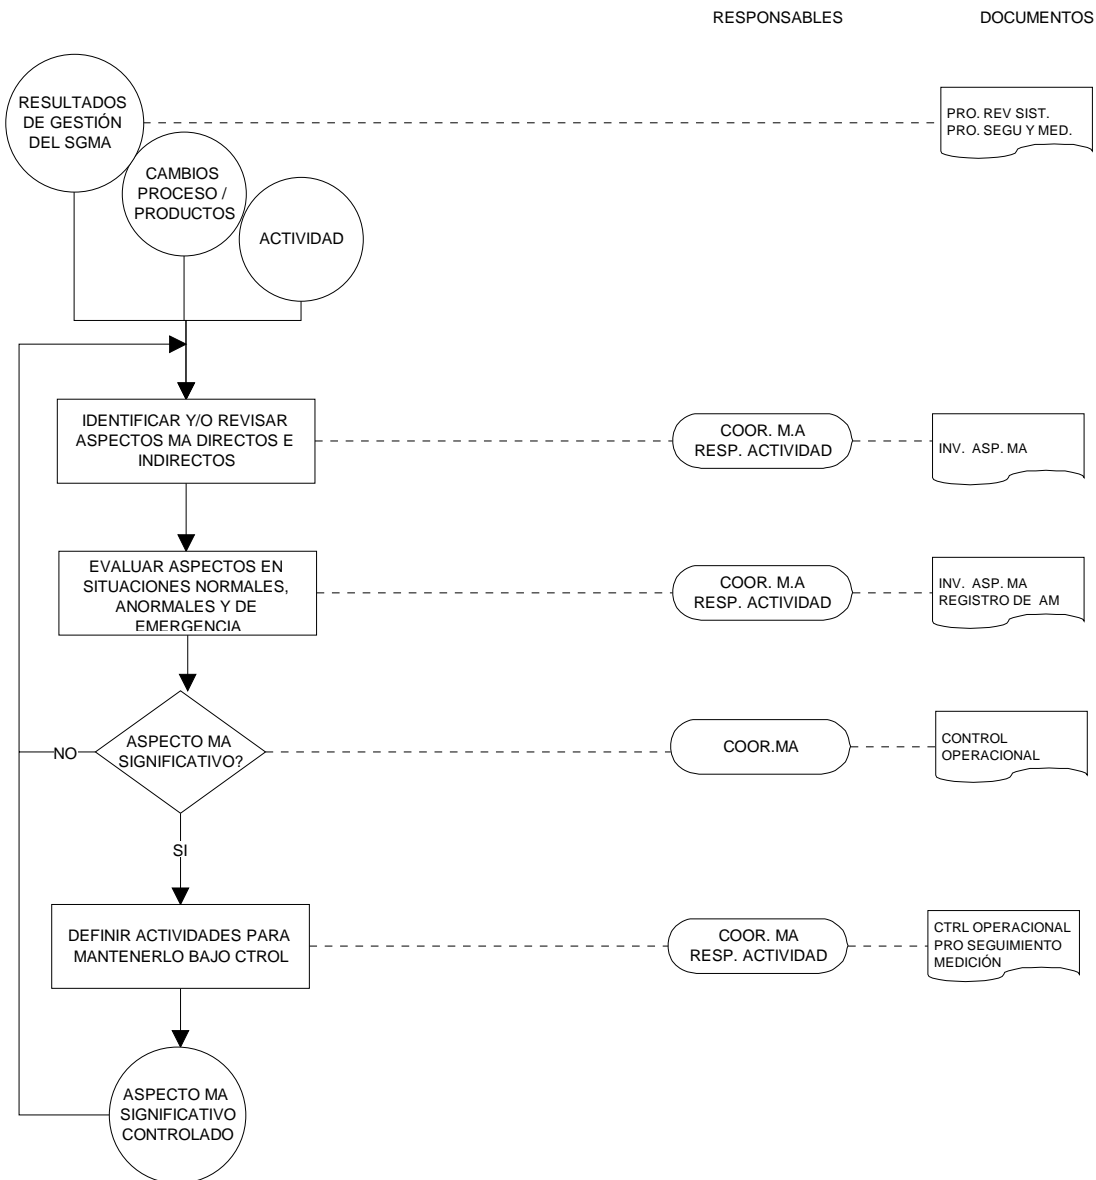 RESPONSABLES
DOCUMENTOS
RESULTADOS
DE GESTIÓN
DEL SGMA
PRO. REV SIST.
PRO. SEGU Y MED.
CAMBIOS
PROCESO /
PRODUCTOS
ACTIVIDAD
IDENTIFICAR Y/O REVISAR
ASPECTOS MA DIRECTOS E
INDIRECTOS
COOR. M.A
RESP. ACTIVIDAD
INV. ASP. MA
EVALUAR ASPECTOS EN
SITUACIONES NORMALES,
ANORMALES Y DE
EMERGENCIA
COOR. M.A
RESP. ACTIVIDAD
INV. ASP. MA
REGISTRO DE AM
NO
ASPECTO MA
SIGNIFICATIVO?
COOR.MA
CONTROL
OPERACIONAL
SI
DEFINIR ACTIVIDADES PARA
MANTENERLO BAJO CTROL
COOR. MA
RESP. ACTIVIDAD
CTRL OPERACIONAL
PRO SEGUIMIENTO
MEDICIÓN
ASPECTO MA
SIGNIFICATIVO
CONTROLADO